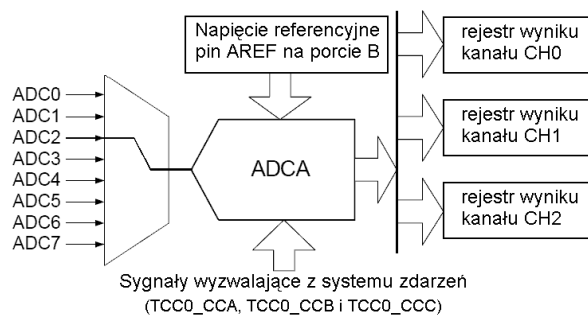 Napięcie referencyjne
pin AREF na porcie B
rejestr wyniku
kanału CH0
ADC0
ADC1
ADC2
ADC3
ADC4
ADC5
ADC6
ADC7
ADCA
rejestr wyniku
kanału CH1
rejestr wyniku
kanału CH2
Sygnały wyzwalające z systemu zdarzeń
(TCC0_CCA, TCC0_CCB i TCC0_CCC)